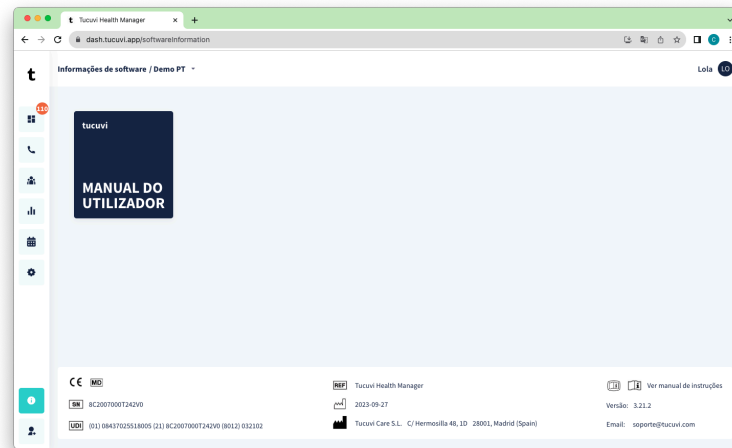 t Tucuvi Health Manager
dash.tucuvi.app/softwareInformation
C
t
Informações de software / Demo PT
Lola LO
110
tucuvi
MANUAL DO
UTILIZADOR
CE MD
REF Tucuvi Health Manager
Ver manual de instruções
SN 8C2007000T242V0
2023-09-27
Versão: 3.21.2
UDI (01) 08437025518005 (21) 8C2007000T242V0 (8012) 032102
Tucuvi Care S.L. C/ Hermosilla 48, 1D 28001, Madrid (Spain)
Email: soporte@tucuvi.com